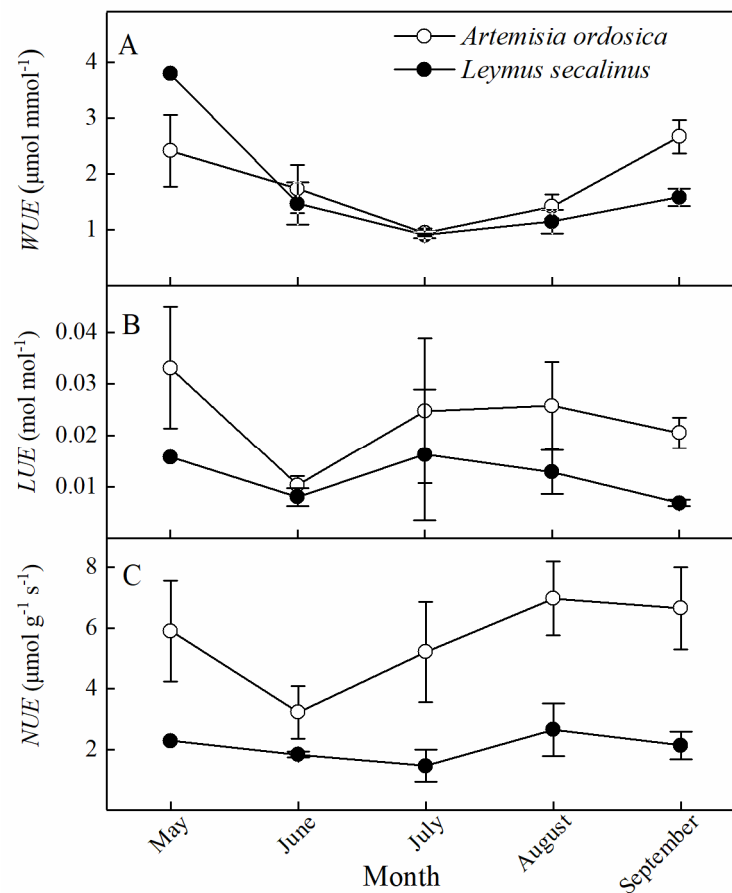 A
Artemisia ordosica
Leymus secalinus
4
3
2
1
WUE (μmol mmol⁻¹)
B
0.04
0.03
0.02
0.01
LUE (mol mol⁻¹)
C
8
6
4
2
NUE (μmol g⁻¹ s⁻¹)
May
June
July
August
September
Month